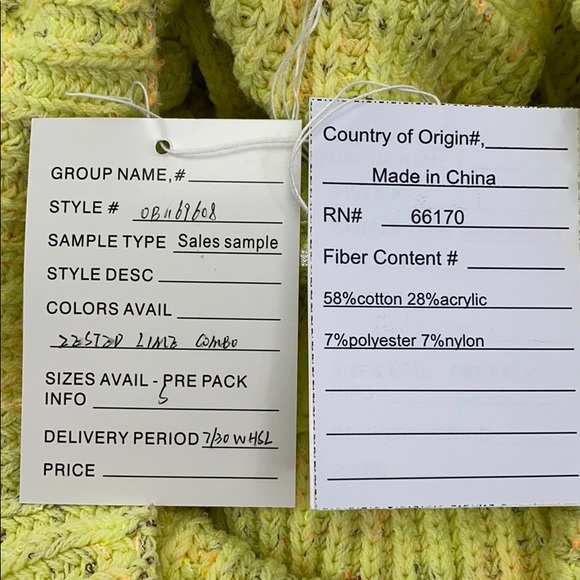 GROUP NAME,#
STYLE # OB1169608
SAMPLE TYPE Sales sample
STYLE DESC
COLORS AVAIL
ZESTED LIME COMBO
SIZES AVAIL - PRE PACK
INFO S
DELIVERY PERIOD 7/30 WHSL
PRICE
Country of Origin#,
Made in China
RN# 66170
Fiber Content #
58%cotton 28%acrylic
7%polyester 7%nylon